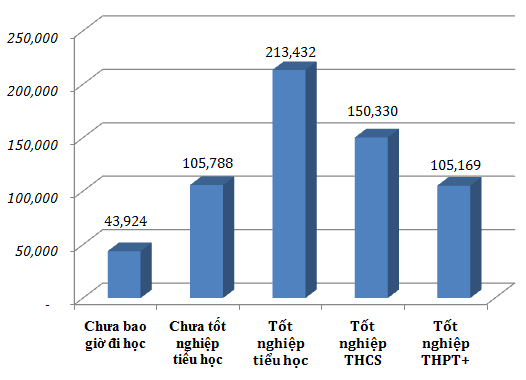 250,000
200,000
150,000
100,000
50,000
-
43,924
105,788
213,432
150,330
105,169
Chưa bao
giờ đi học
Chưa tốt
nghiệp
tiểu học
Tốt
nghiệp
tiểu học
Tốt
nghiệp
THCS
Tốt
nghiệp
THPT+